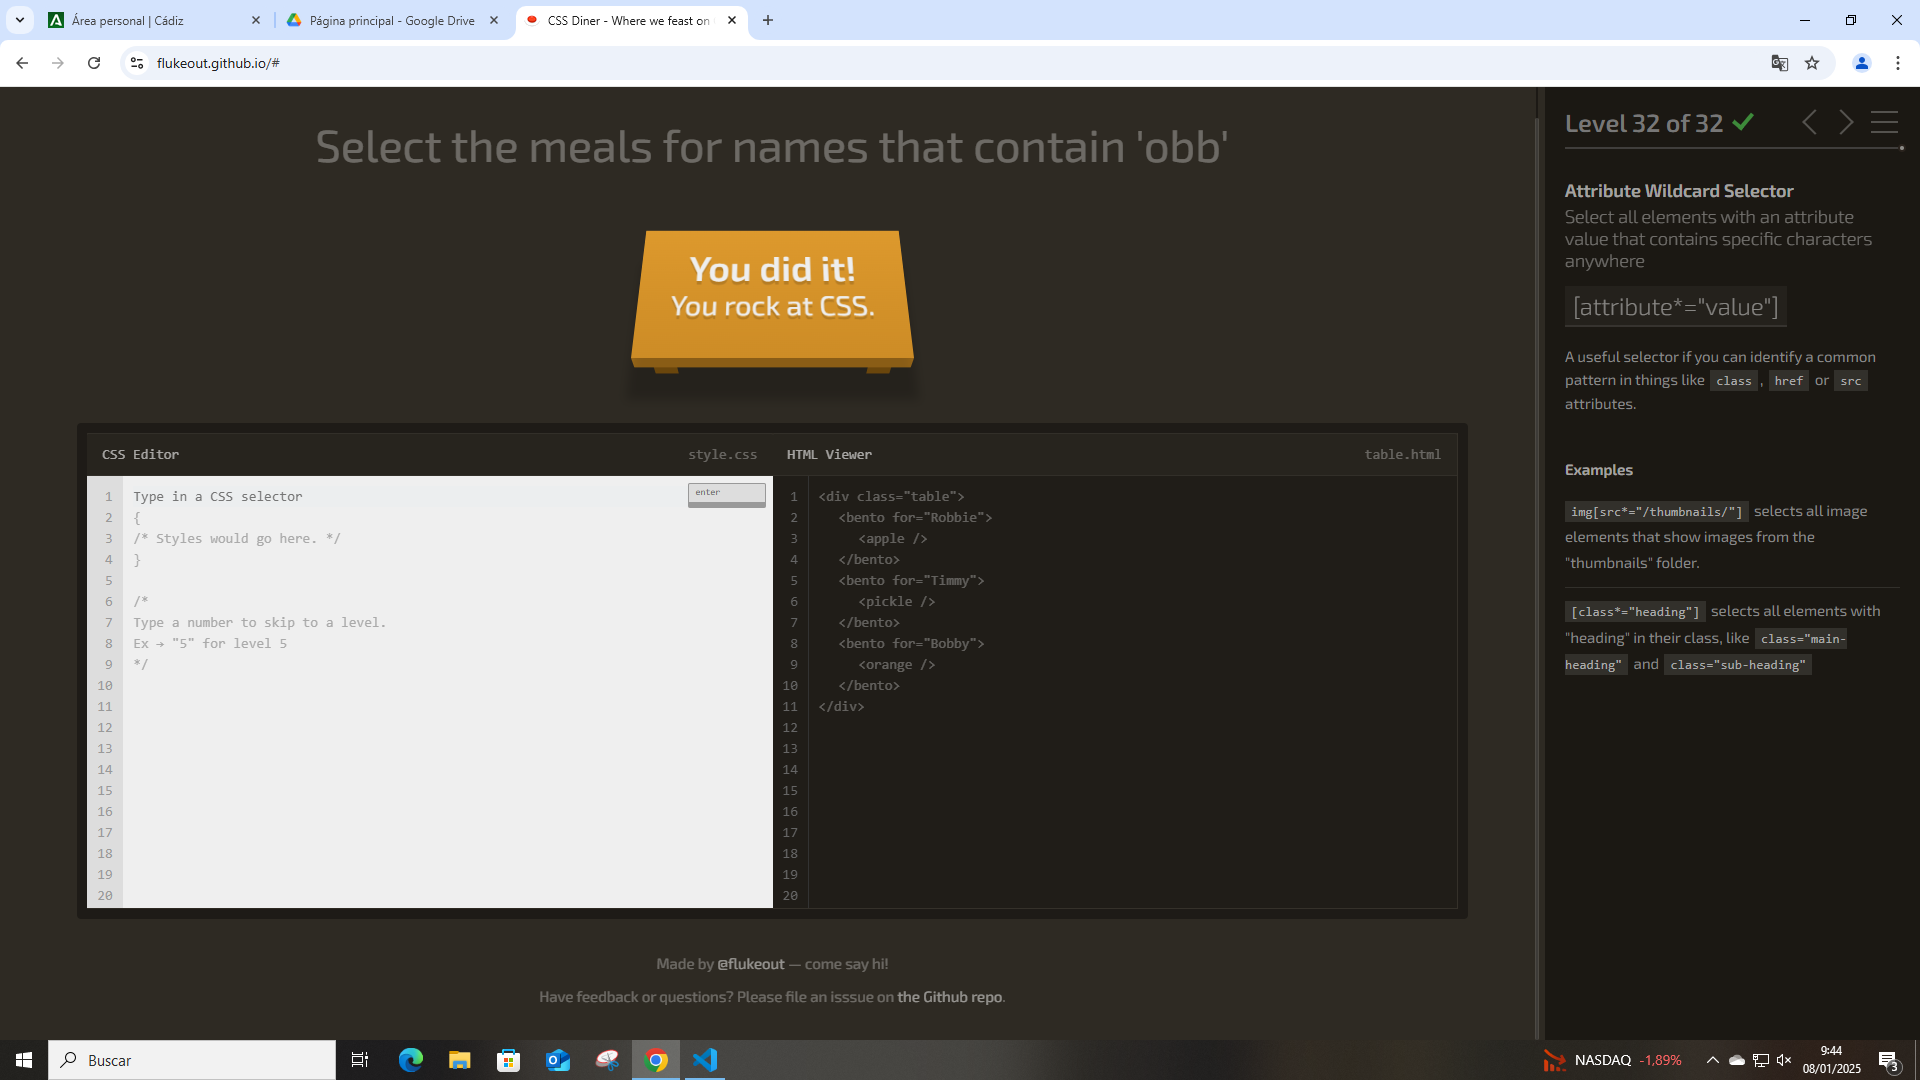 Área personal | Cádiz
Página principal - Google Drive
CSS Diner - Where we feast on
flukeout.github.io/#
Select the meals for names that contain 'obb'
You did it!
You rock at CSS.
CSS Editor
style.css
1 Type in a CSS selector
enter
2 {
3 /* Styles would go here. */
4 }
5
6 /*
7 Type a number to skip to a level.
8 Ex → "5" for level 5
9 */
10
11
12
13
14
15
16
17
18
19
20
HTML Viewer
table.html
1 <div class="table">
2 <bento for="Robbie">
3 <apple />
4 </bento>
5 <bento for="Timmy">
6 <pickle />
7 </bento>
8 <bento for="Bobby">
9 <orange />
10 </bento>
11 </div>
12
13
14
15
16
17
18
19
20
Made by @flukeout — come say hi!
Have feedback or questions? Please file an isssue on the Github repo.
Level 32 of 32
Attribute Wildcard Selector
Select all elements with an attribute
value that contains specific characters
anywhere
[attribute*="value"]
A useful selector if you can identify a common
pattern in things like class , href or src
attributes.
Examples
img[src*="/thumbnails/"] selects all image
elements that show images from the
"thumbnails" folder.
[class*="heading"] selects all elements with
"heading" in their class, like class="main-
heading" and class="sub-heading"
Buscar
NASDAQ -1,89%
9:44
08/01/2025
3